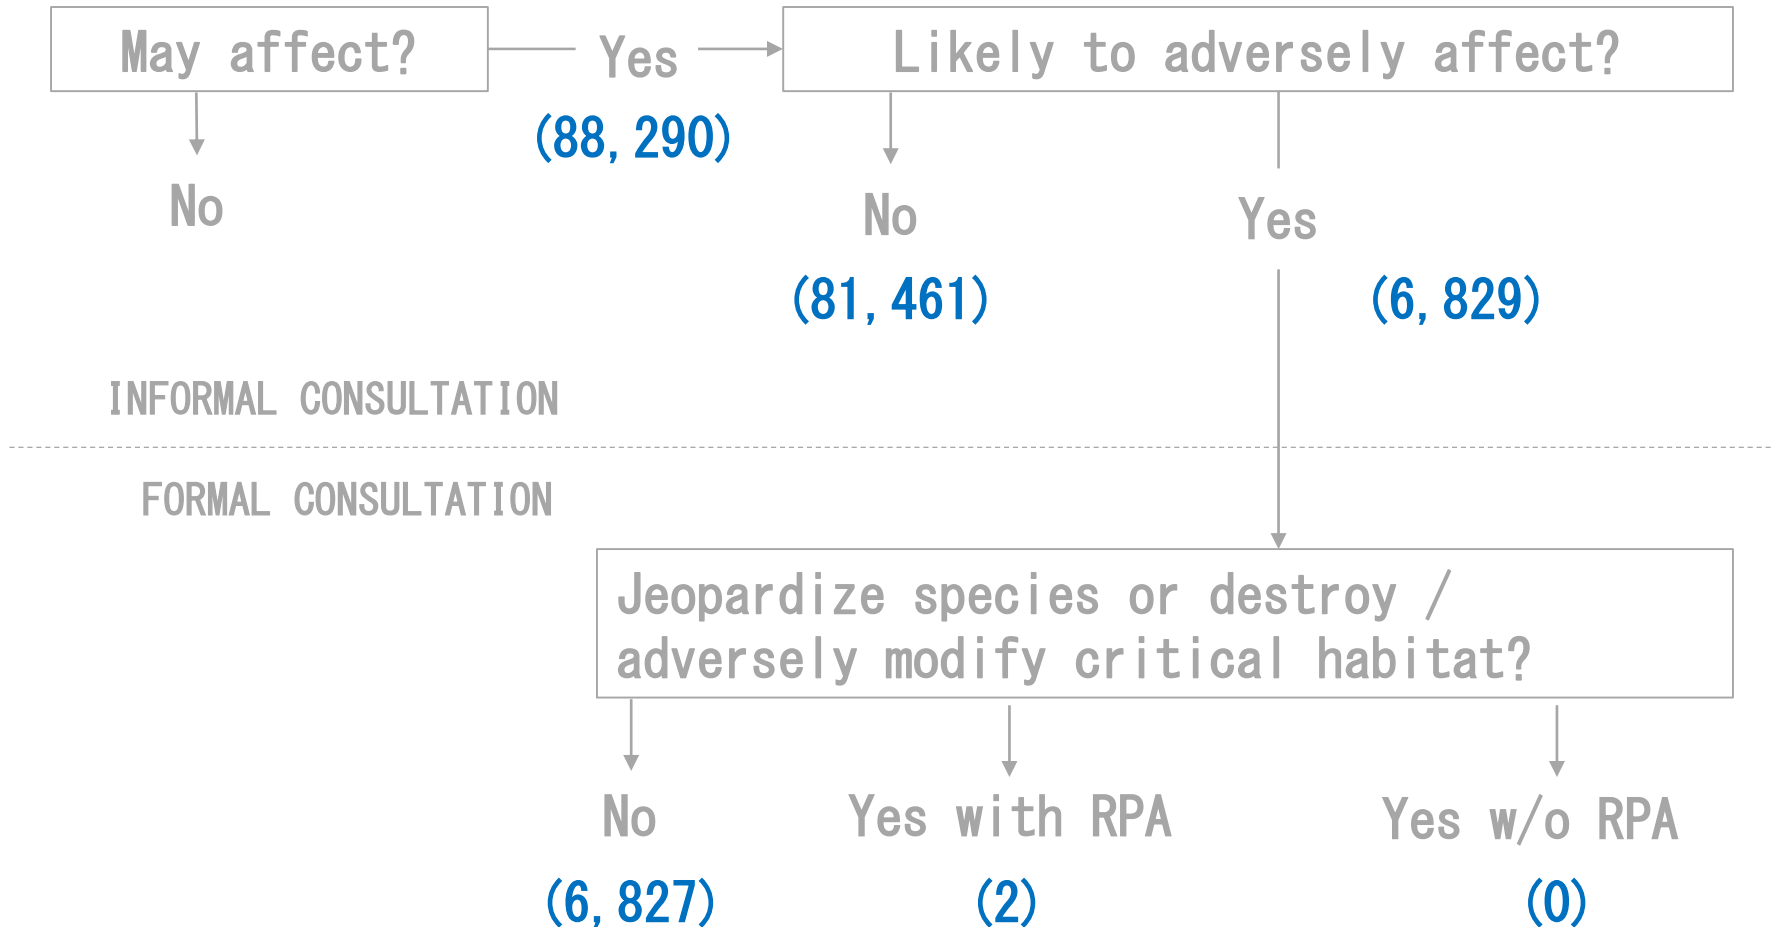 May affect?
Yes
Likely to adversely affect?
(88,290)
No
No
Yes
(81,461)
(6,829)
INFORMAL CONSULTATION
FORMAL CONSULTATION
Jeopardize species or destroy /
adversely modify critical habitat?
No
Yes with RPA
Yes w/o RPA
(6,827)
(2)
(0)